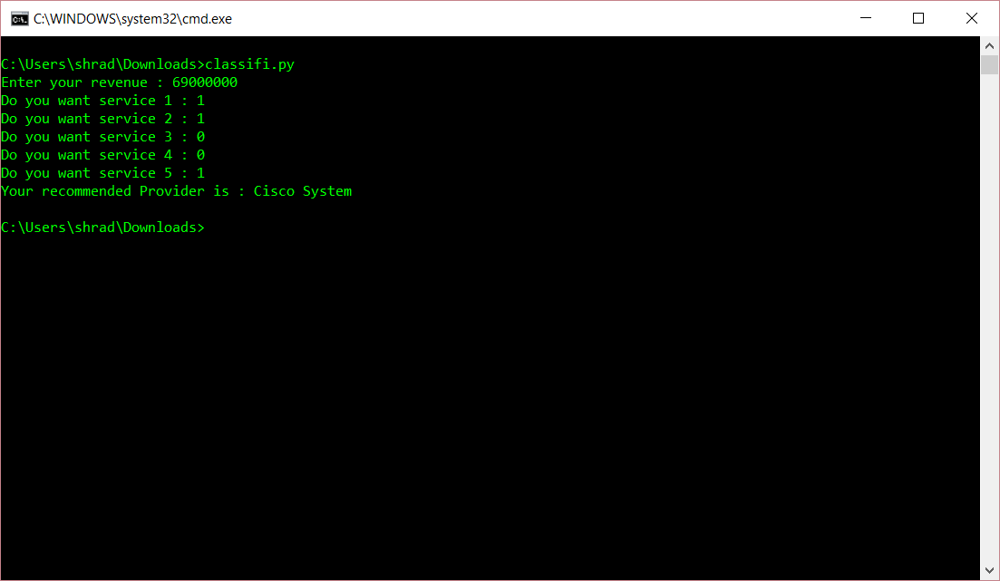 C:\WINDOWS\system32\cmd.exe
C:\Users\shrad\Downloads>classifi.py
Enter your revenue : 69000000
Do you want service 1 : 1
Do you want service 2 : 1
Do you want service 3 : 0
Do you want service 4 : 0
Do you want service 5 : 1
Your recommended Provider is : Cisco System
C:\Users\shrad\Downloads>